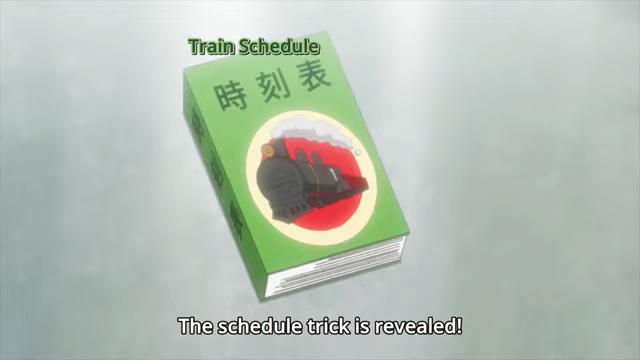 Train Schedule
時刻表
The schedule trick is revealed!